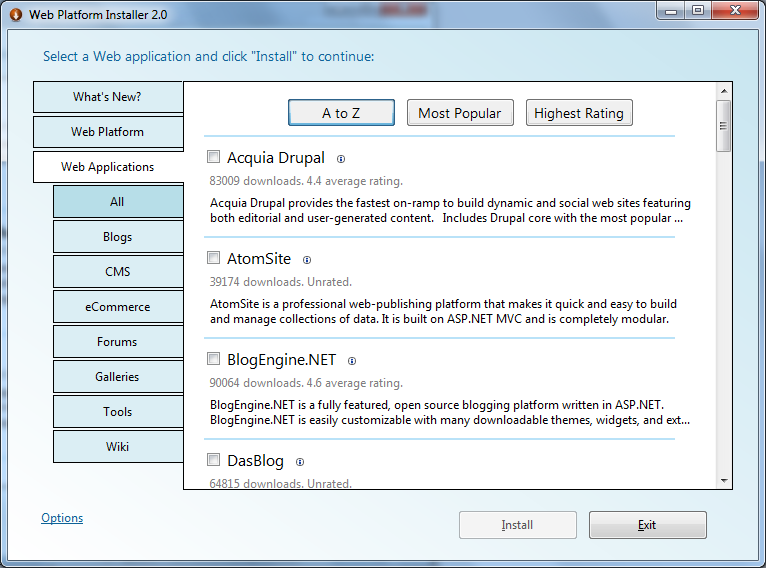 Web Platform Installer 2.0
Select a Web application and click "Install" to continue:
What's New?
Web Platform
Web Applications
All
Blogs
CMS
eCommerce
Forums
Galleries
Tools
Wiki
A to Z
Most Popular
Highest Rating
Acquia Drupal
83009 downloads. 4.4 average rating.
Acquia Drupal provides the fastest on-ramp to build dynamic and social web sites featuring
both editorial and user-generated content.  Includes Drupal core with the most popular ...
AtomSite
39174 downloads. Unrated.
AtomSite is a professional web-publishing platform that makes it quick and easy to build
and manage collections of data. It is built on ASP.NET MVC and is completely modular.
BlogEngine.NET
90064 downloads. 4.6 average rating.
BlogEngine.NET is a fully featured, open source blogging platform written in ASP.NET.
BlogEngine.NET is easily customizable with many downloadable themes, widgets, and ext...
DasBlog
64815 downloads. Unrated.
Options
Install
Exit